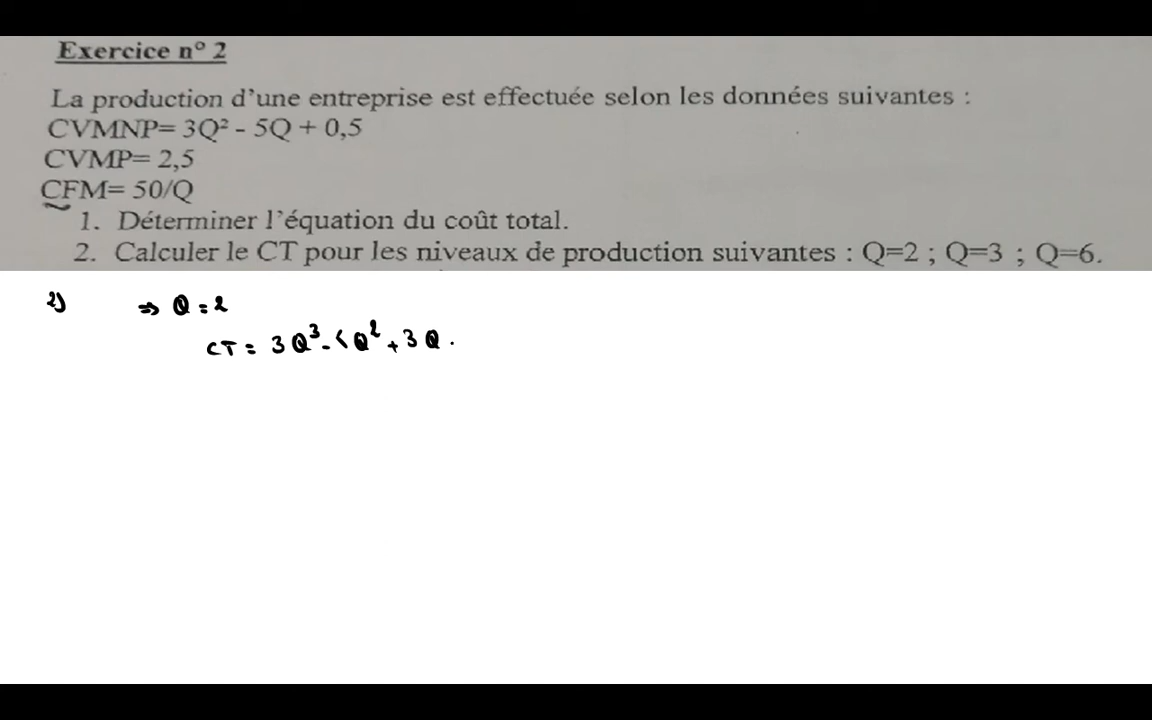 Exercice n° 2
La production d'une entreprise est effectuée selon les données suivantes :
CVMNP= 3Q² - 5Q + 0,5
CVMP= 2,5
CFM= 50/Q
1. Déterminer l'équation du coût total.
2. Calculer le CT pour les niveaux de production suivantes : Q=2 ; Q=3 ; Q=6.
2) ⇒ Q = 2
CT = 3Q³ - 5Q² + 3Q.